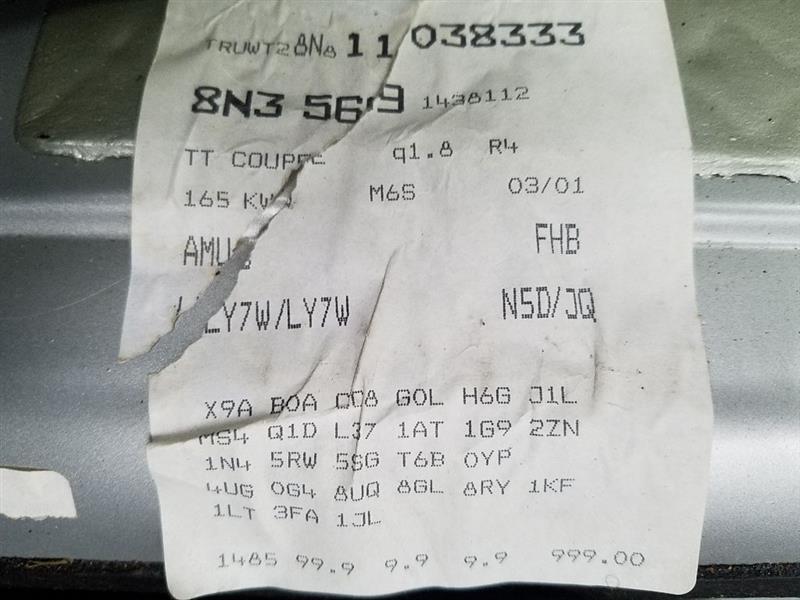 TRUWT28N8 11 038333
8N3 569 1438112
TT COUPE q1.8 R4
165 KW M6S 03/01
AMU FHB
LY7W/LY7W N5D/JQ
X9A B0A C08 G0L H6G J1L
MS4 Q1D L37 1AT 1G9 2ZN
1N4 5RW 5SG T6B 0YP
4UG 0G4 8UQ 8GL 8RY 1KF
1LT 3FA 1JL
1485 99.9 9.9 9.9 999.00